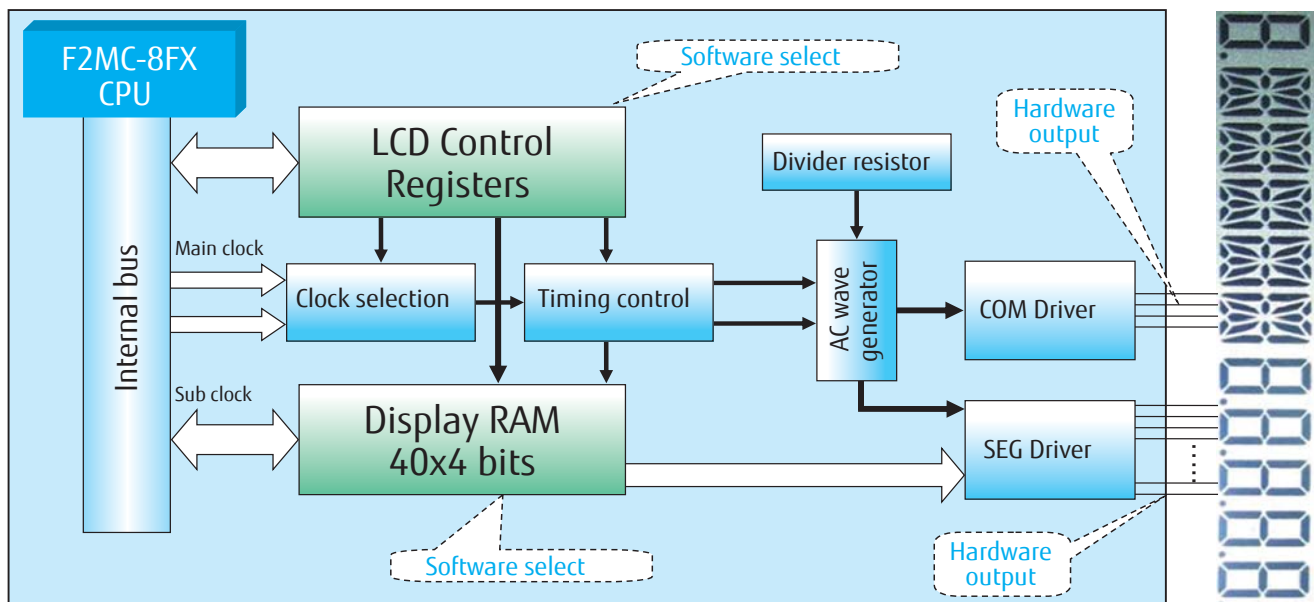 F2MC-8FX
CPU
Software select
Hardware
output
LCD Control
Registers
Divider resistor
Main clock
Internal bus
Clock selection
Timing control
AC wave
generator
COM Driver
Sub clock
Display RAM
40x4 bits
SEG Driver
Software select
Hardware
output